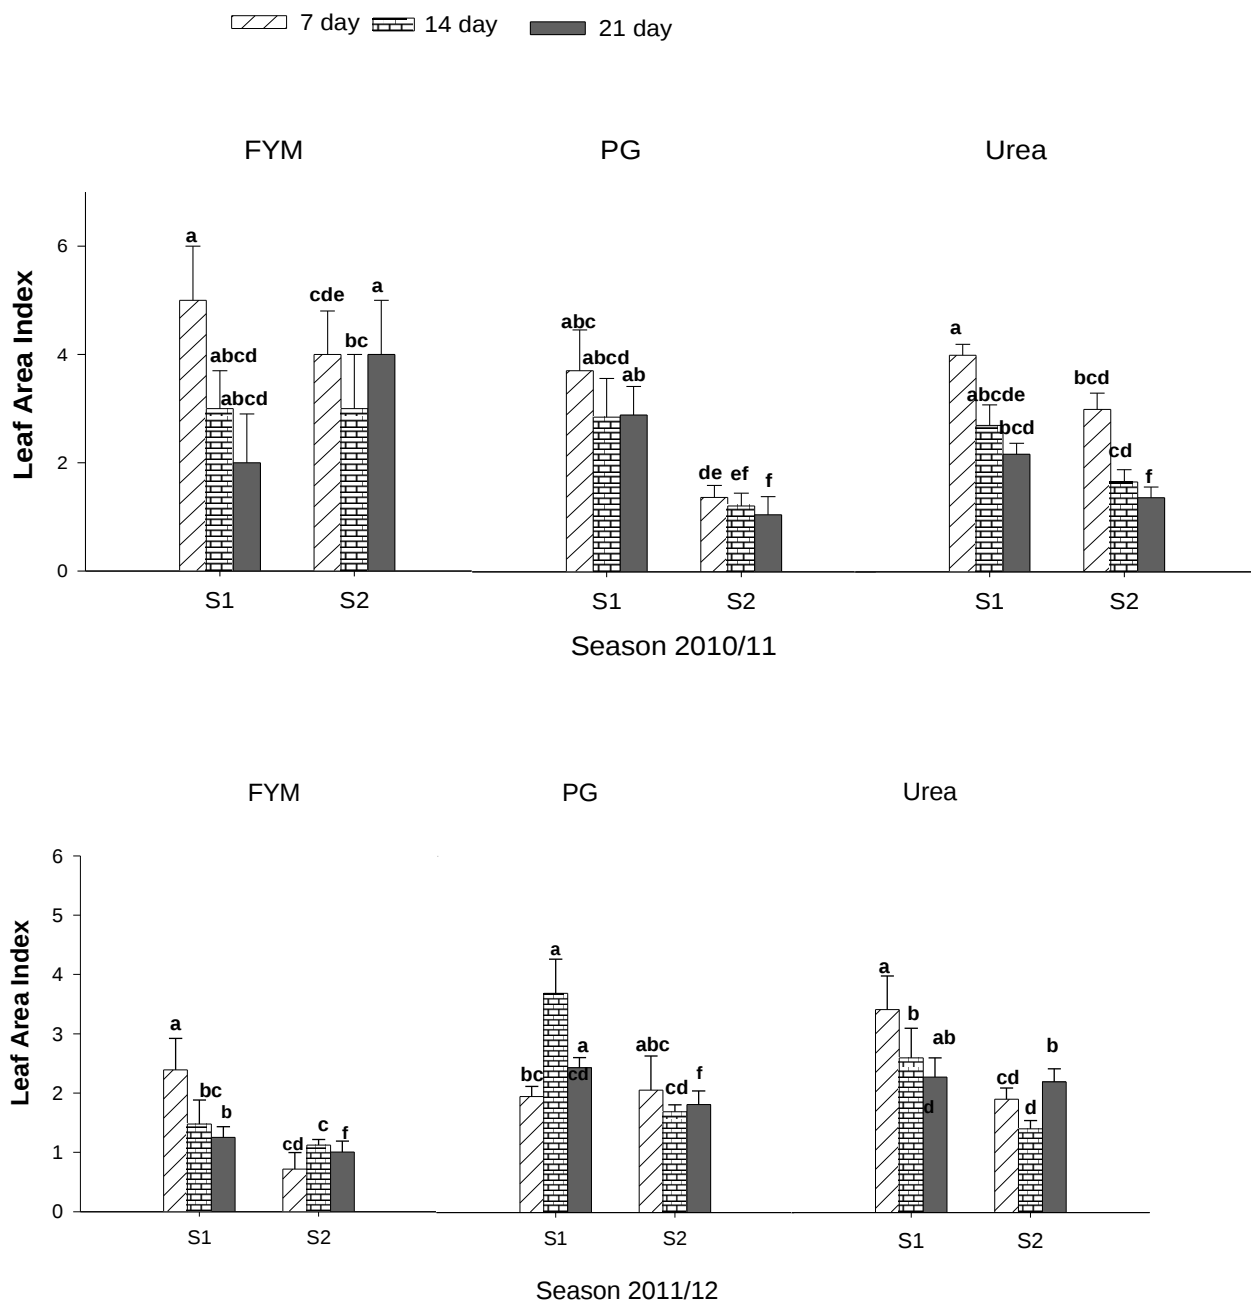 7 day 14 day 21 day
FYM PG Urea
Leaf Area Index
6
4
2
0
a
abcd
abcd
cde
bc
a
abc
abcd
ab
de
ef
f
a
abcde
bcd
bcd
cd
f
S1 S2 S1 S2 S1 S2
Season 2010/11
FYM PG Urea
Leaf Area Index
6
5
4
3
2
1
0
a
bc
b
cd
c
f
bc
a
a
cd
abc
cd
f
a
b
ab
d
cd
d
b
S1 S2 S1 S2 S1 S2
Season 2011/12